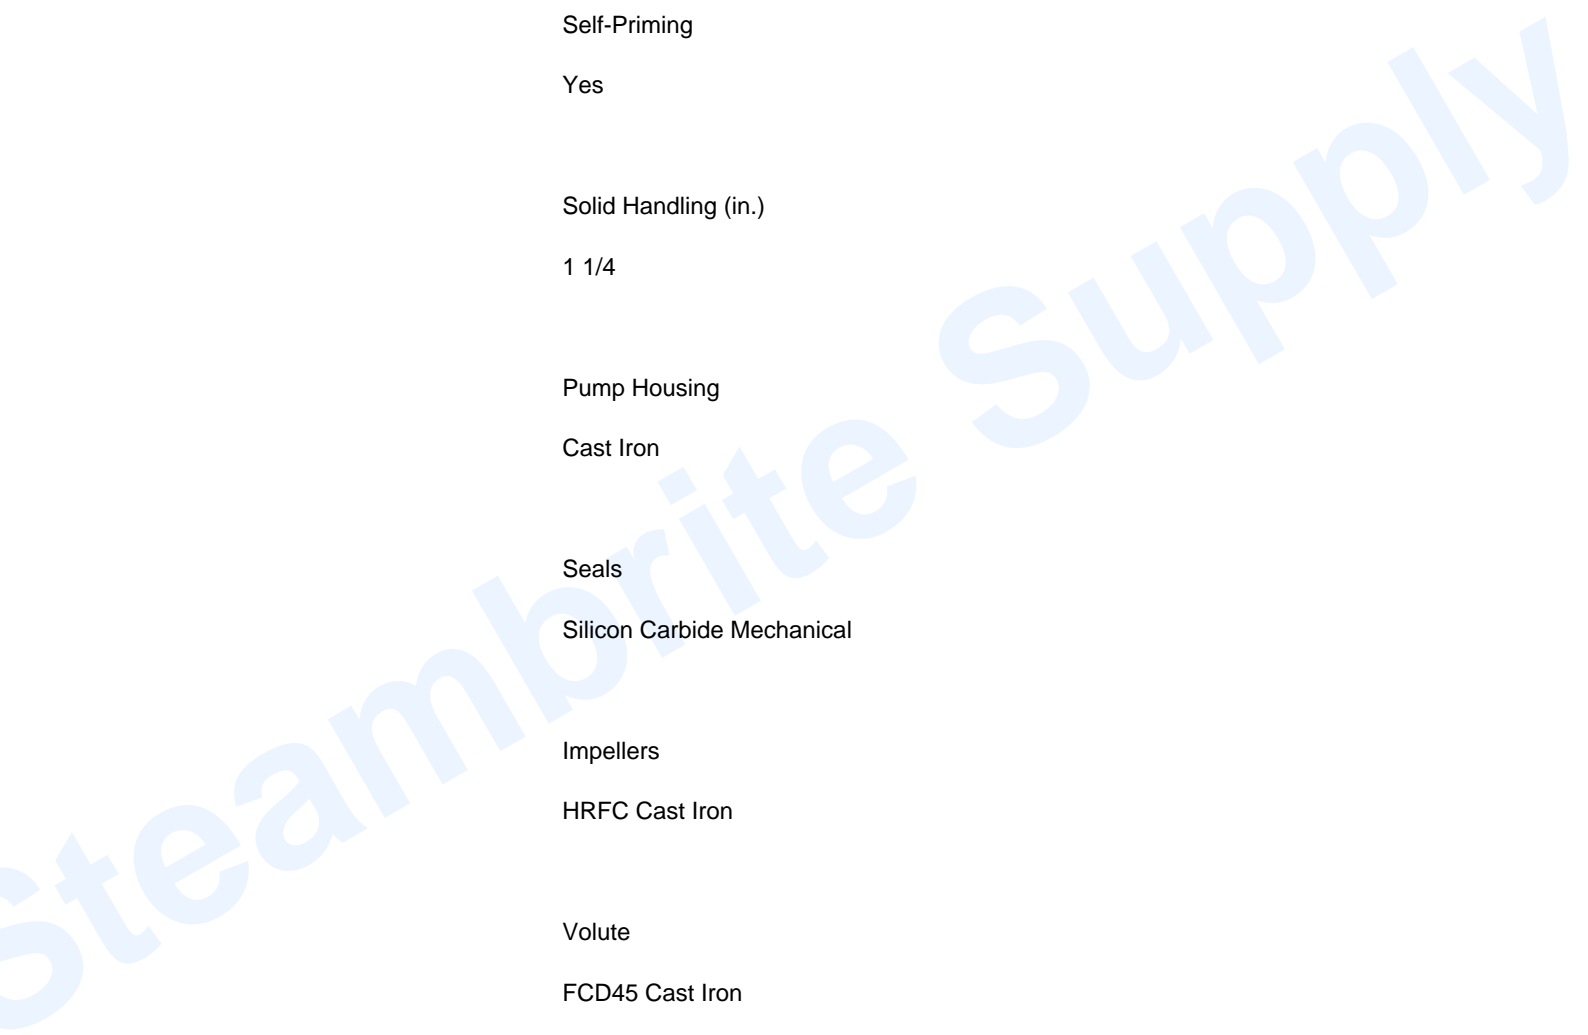 Self-Priming
Yes
Solid Handling (in.)
1 1/4
Pump Housing
Cast Iron
Seals
Silicon Carbide Mechanical
Impellers
HRFC Cast Iron
Volute
FCD45 Cast Iron
Steambrite Supply